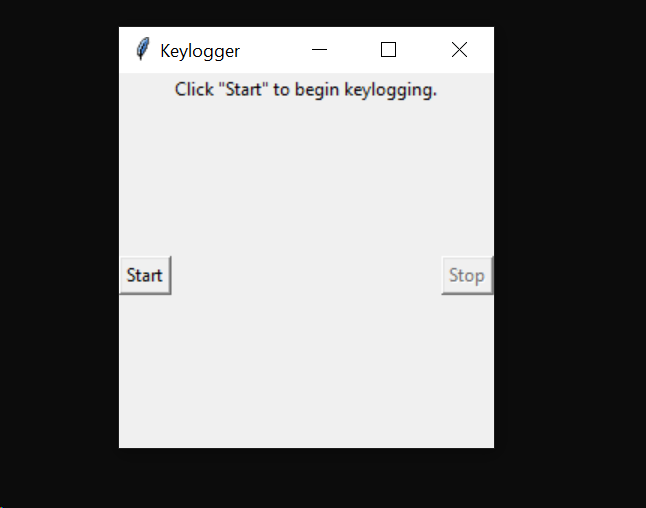 Keylogger
Click "Start" to begin keylogging.
Start
Stop